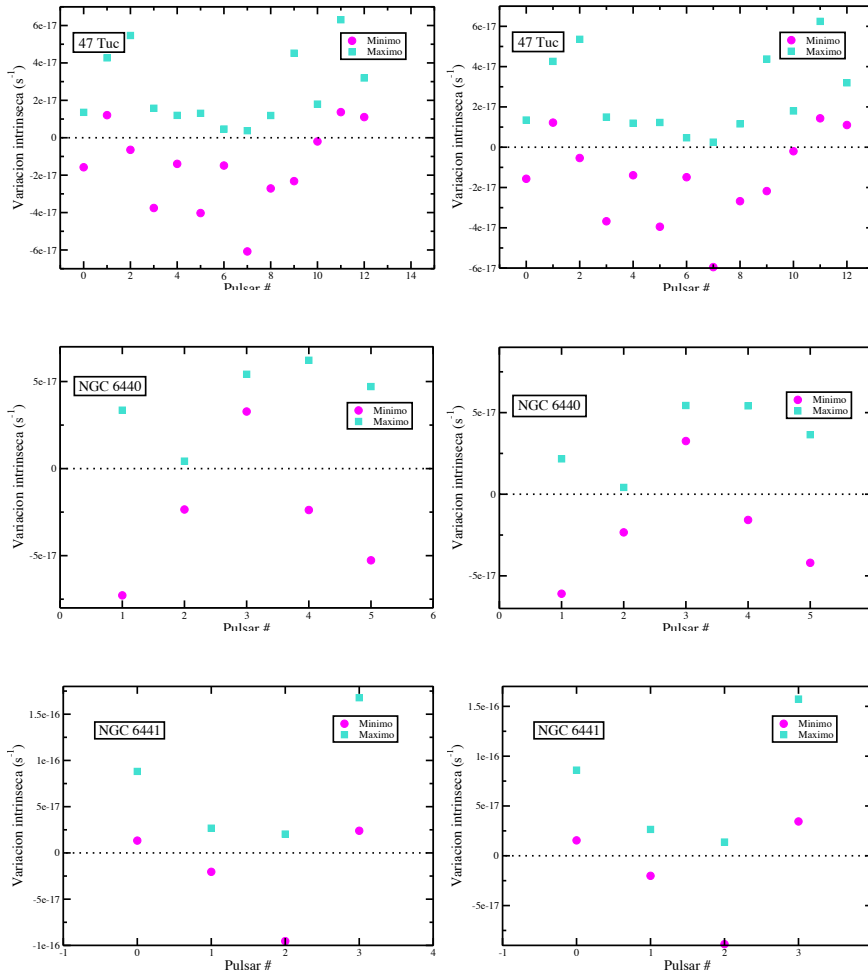 47 Tuc
Minimo
Maximo
Variacion intrinseca (s⁻¹)
6e-17
4e-17
2e-17
0
-2e-17
-4e-17
-6e-17
0 2 4 6 8 10 12 14
Pulsar #
47 Tuc
Minimo
Maximo
Variacion intrinseca (s⁻¹)
6e-17
4e-17
2e-17
0
-2e-17
-4e-17
-6e-17
0 2 4 6 8 10 12
Pulsar #
NGC 6440
Minimo
Maximo
Variacion intrinseca (s⁻¹)
5e-17
0
-5e-17
0 1 2 3 4 5 6
Pulsar #
NGC 6440
Minimo
Maximo
Variacion intrinseca (s⁻¹)
5e-17
0
-5e-17
0 1 2 3 4 5
Pulsar #
NGC 6441
Minimo
Maximo
Variacion intrinseca (s⁻¹)
1.5e-16
1e-16
5e-17
0
-5e-17
-1e-16
-1 0 1 2 3 4
Pulsar #
NGC 6441
Minimo
Maximo
Variacion intrinseca (s⁻¹)
1.5e-16
1e-16
5e-17
0
-5e-17
-1 0 1 2 3
Pulsar #